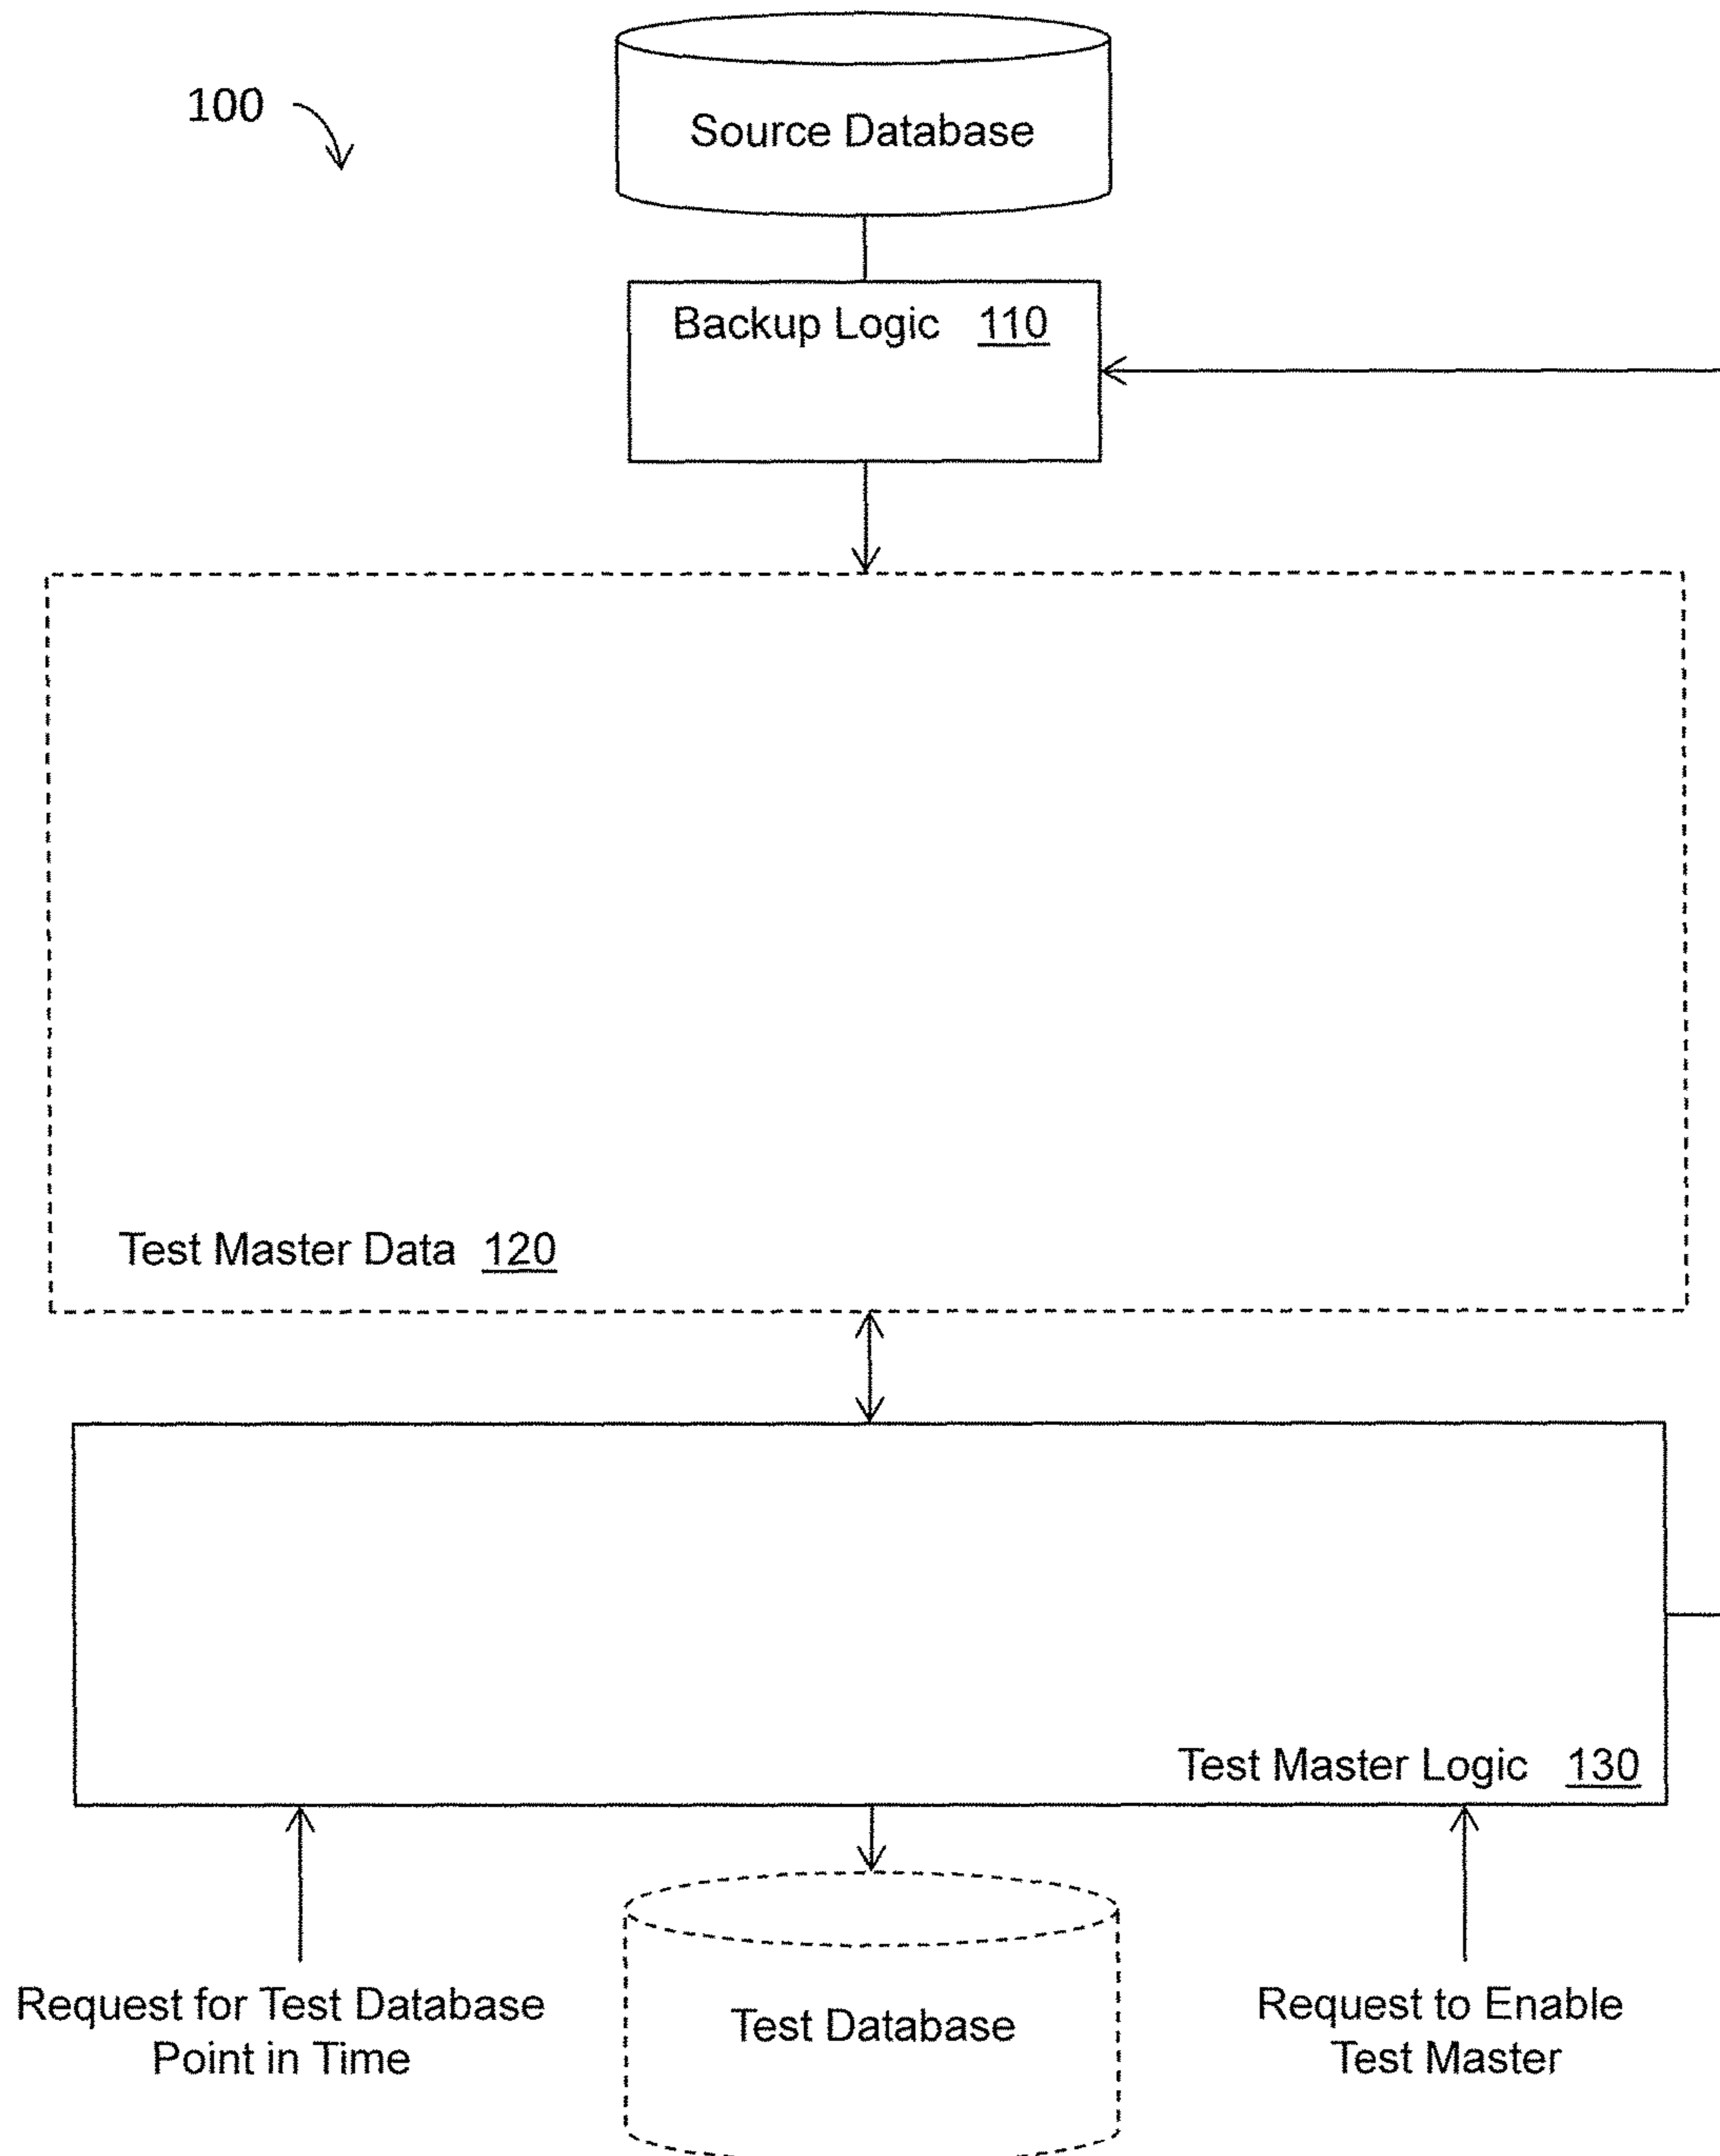 100
Source Database
Backup Logic 110
Test Master Data 120
Test Master Logic 130
Request for Test Database
Point in Time
Test Database
Request to Enable
Test Master